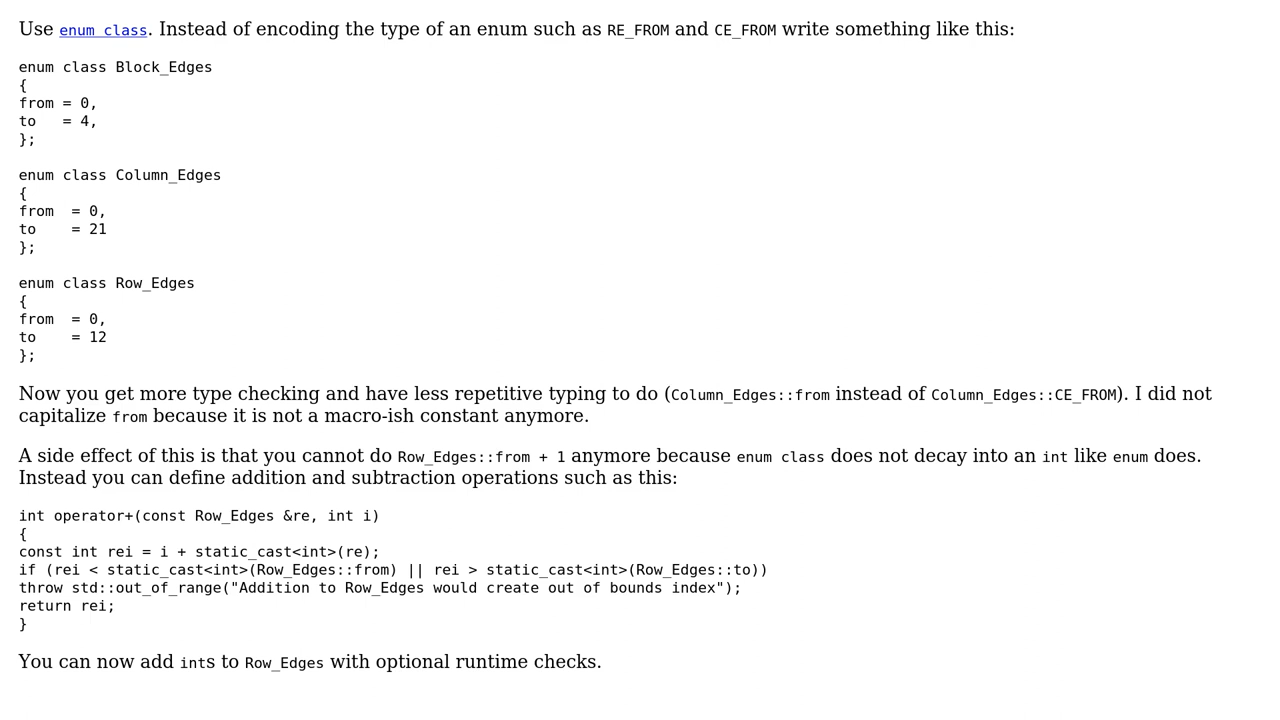 Use enum class. Instead of encoding the type of an enum such as RE_FROM and CE_FROM write something like this:
enum class Block_Edges
{
from = 0,
to   = 4,
};
enum class Column_Edges
{
from  = 0,
to    = 21
};
enum class Row_Edges
{
from  = 0,
to    = 12
};
Now you get more type checking and have less repetitive typing to do (Column_Edges::from instead of Column_Edges::CE_FROM). I did not
capitalize from because it is not a macro-ish constant anymore.
A side effect of this is that you cannot do Row_Edges::from + 1 anymore because enum class does not decay into an int like enum does.
Instead you can define addition and subtraction operations such as this:
int operator+(const Row_Edges &re, int i)
{
const int rei = i + static_cast<int>(re);
if (rei < static_cast<int>(Row_Edges::from) || rei > static_cast<int>(Row_Edges::to))
throw std::out_of_range("Addition to Row_Edges would create out of bounds index");
return rei;
}
You can now add ints to Row_Edges with optional runtime checks.